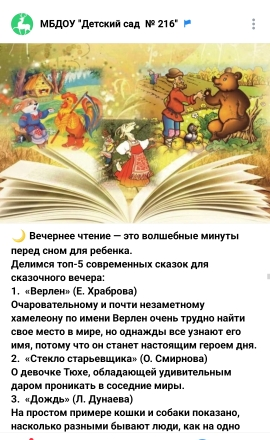 МБДОУ "Детский сад № 216"
🌙 Вечернее чтение — это волшебные минуты
перед сном для ребенка.
Делимся топ-5 современных сказок для
сказочного вечера:
1. «Верлен» (Е. Храброва)
Очаровательному и почти незаметному
хамелеону по имени Верлен очень трудно найти
свое место в мире, но однажды все узнают его
имя, потому что он станет настоящим героем дня.
2. «Стекло старьевщика» (О. Смирнова)
О девочке Тюхе, обладающей удивительным
даром проникать в соседние миры.
3. «Дождь» (Л. Дунаева)
На простом примере кошки и собаки показано,
насколько разными бывают люди, как на одно